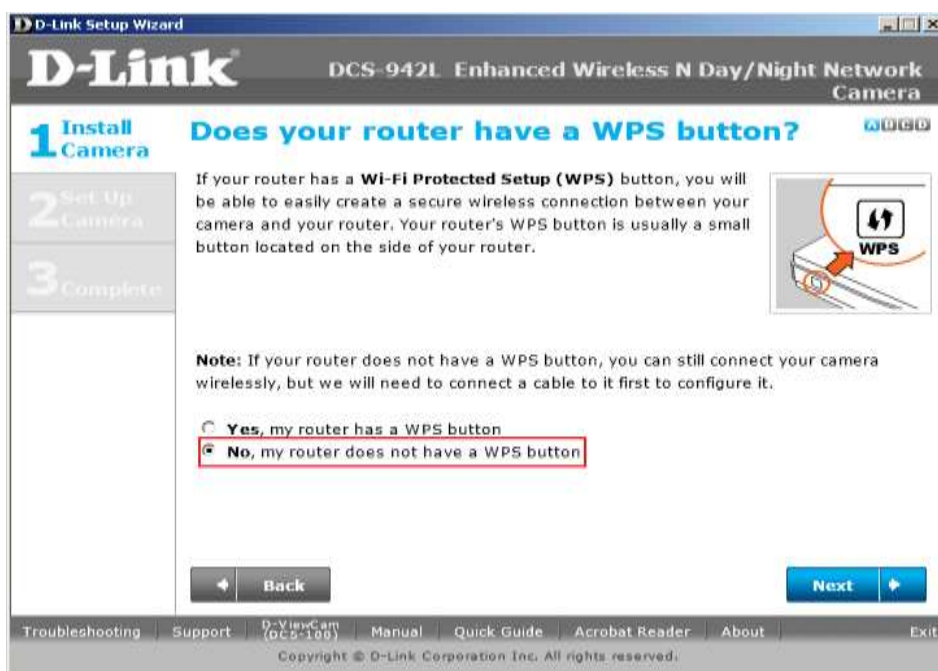 D-Link Setup Wizard
D-Link
DCS-942L Enhanced Wireless N Day/Night Network
Camera
1 Install
Camera
2 Set Up
Camera
3 Complete
Does your router have a WPS button?
A B C D
If your router has a Wi-Fi Protected Setup (WPS) button, you will
be able to easily create a secure wireless connection between your
camera and your router. Your router's WPS button is usually a small
button located on the side of your router.
WPS
Note: If your router does not have a WPS button, you can still connect your camera
wirelessly, but we will need to connect a cable to it first to configure it.
Yes, my router has a WPS button
No, my router does not have a WPS button
Back
Next
Troubleshooting Support D-ViewCam (DCS-100) Manual Quick Guide Acrobat Reader About Exit
Copyright © D-Link Corporation Inc. All rights reserved.